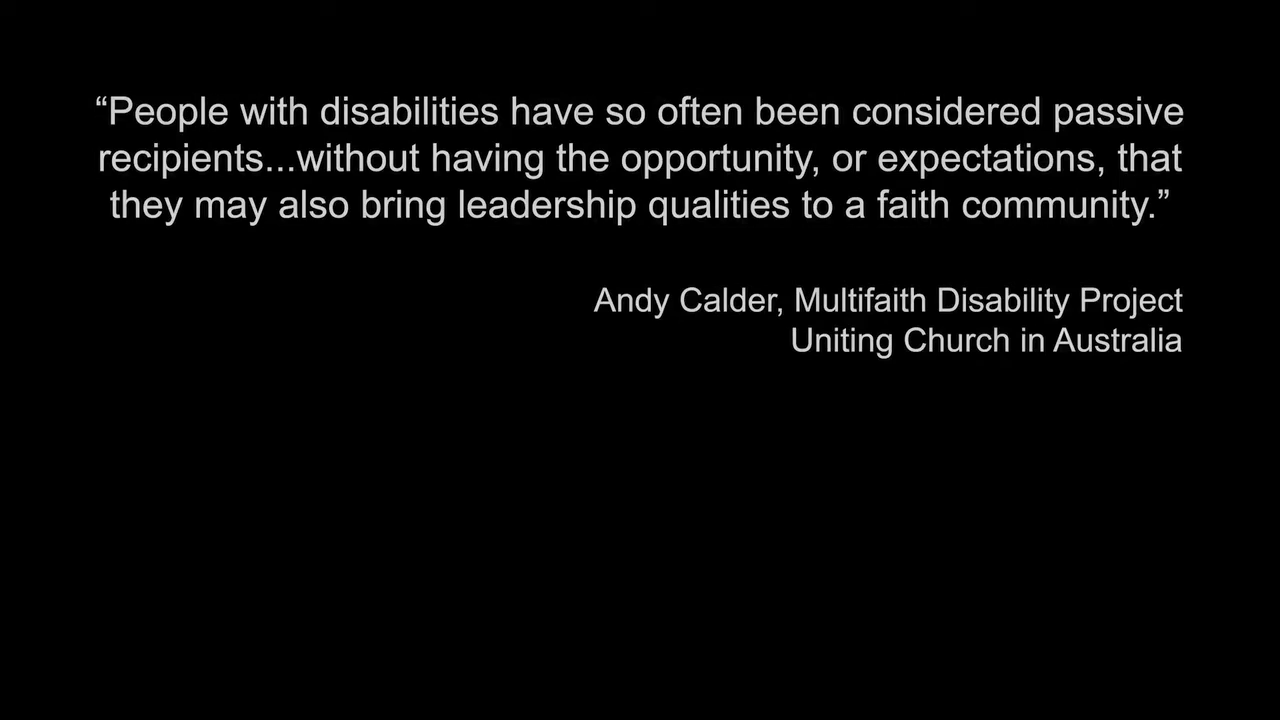 “People with disabilities have so often been considered passive
recipients...without having the opportunity, or expectations, that
they may also bring leadership qualities to a faith community.”
Andy Calder, Multifaith Disability Project
Uniting Church in Australia